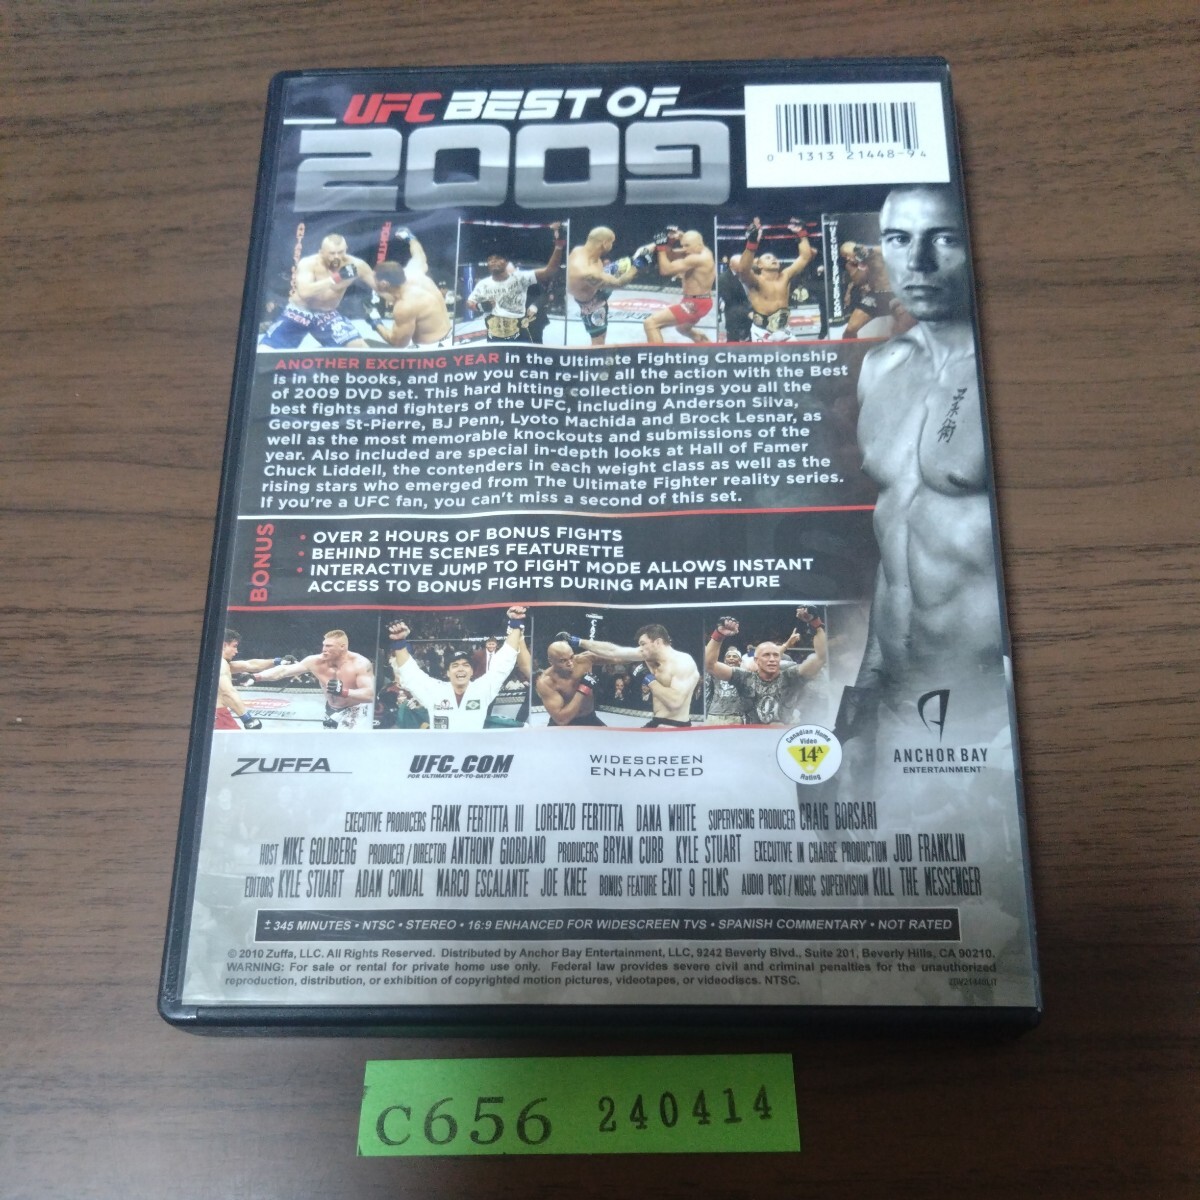 UFC BEST OF
2009
0 1313 21448-9 4
ANOTHER EXCITING YEAR in the Ultimate Fighting Championship
is in the books, and now you can re-live all the action with the Best
of 2009 DVD set. This hard hitting collection brings you all the
best fights and fighters of the UFC, including Anderson Silva,
Georges St-Pierre, BJ Penn, Lyoto Machida and Brock Lesnar, as
well as the most memorable knockouts and submissions of the
year. Also included are special in-depth looks at Hall of Famer
Chuck Liddell, the contenders in each weight class as well as the
rising stars who emerged from The Ultimate Fighter reality series.
If you're a UFC fan, you can't miss a second of this set.
BONUS
• OVER 2 HOURS OF BONUS FIGHTS
• BEHIND THE SCENES FEATURETTE
• INTERACTIVE JUMP TO FIGHT MODE ALLOWS INSTANT
ACCESS TO BONUS FIGHTS DURING MAIN FEATURE
ZUFFA
UFC.COM
FOR ULTIMATE UP-TO-DATE-INFO
WIDESCREEN
ENHANCED
Canadian Home
Video
14A
Rating
ANCHOR BAY
ENTERTAINMENT™
EXECUTIVE PRODUCERS FRANK FERTITTA III LORENZO FERTITTA DANA WHITE SUPERVISING PRODUCER CRAIG BORSARI
HOST MIKE GOLDBERG PRODUCER / DIRECTOR ANTHONY GIORDANO PRODUCERS BRYAN CURB KYLE STUART EXECUTIVE IN CHARGE PRODUCTION JUD FRANKLIN
EDITORS KYLE STUART ADAM CONDAL MARCO ESCALANTE JOE KNEE BONUS FEATURE EXIT 9 FILMS AUDIO POST/MUSIC SUPERVISION KILL THE MESSENGER
± 345 MINUTES • NTSC • STEREO • 16:9 ENHANCED FOR WIDESCREEN TVS • SPANISH COMMENTARY • NOT RATED
© 2010 Zuffa, LLC. All Rights Reserved. Distributed by Anchor Bay Entertainment, LLC, 9242 Beverly Blvd., Suite 201, Beverly Hills, CA 90210.
WARNING: For sale or rental for private home use only. Federal law provides severe civil and criminal penalties for the unauthorized
reproduction, distribution, or exhibition of copyrighted motion pictures, videotapes, or videodiscs. NTSC.
C656 240414